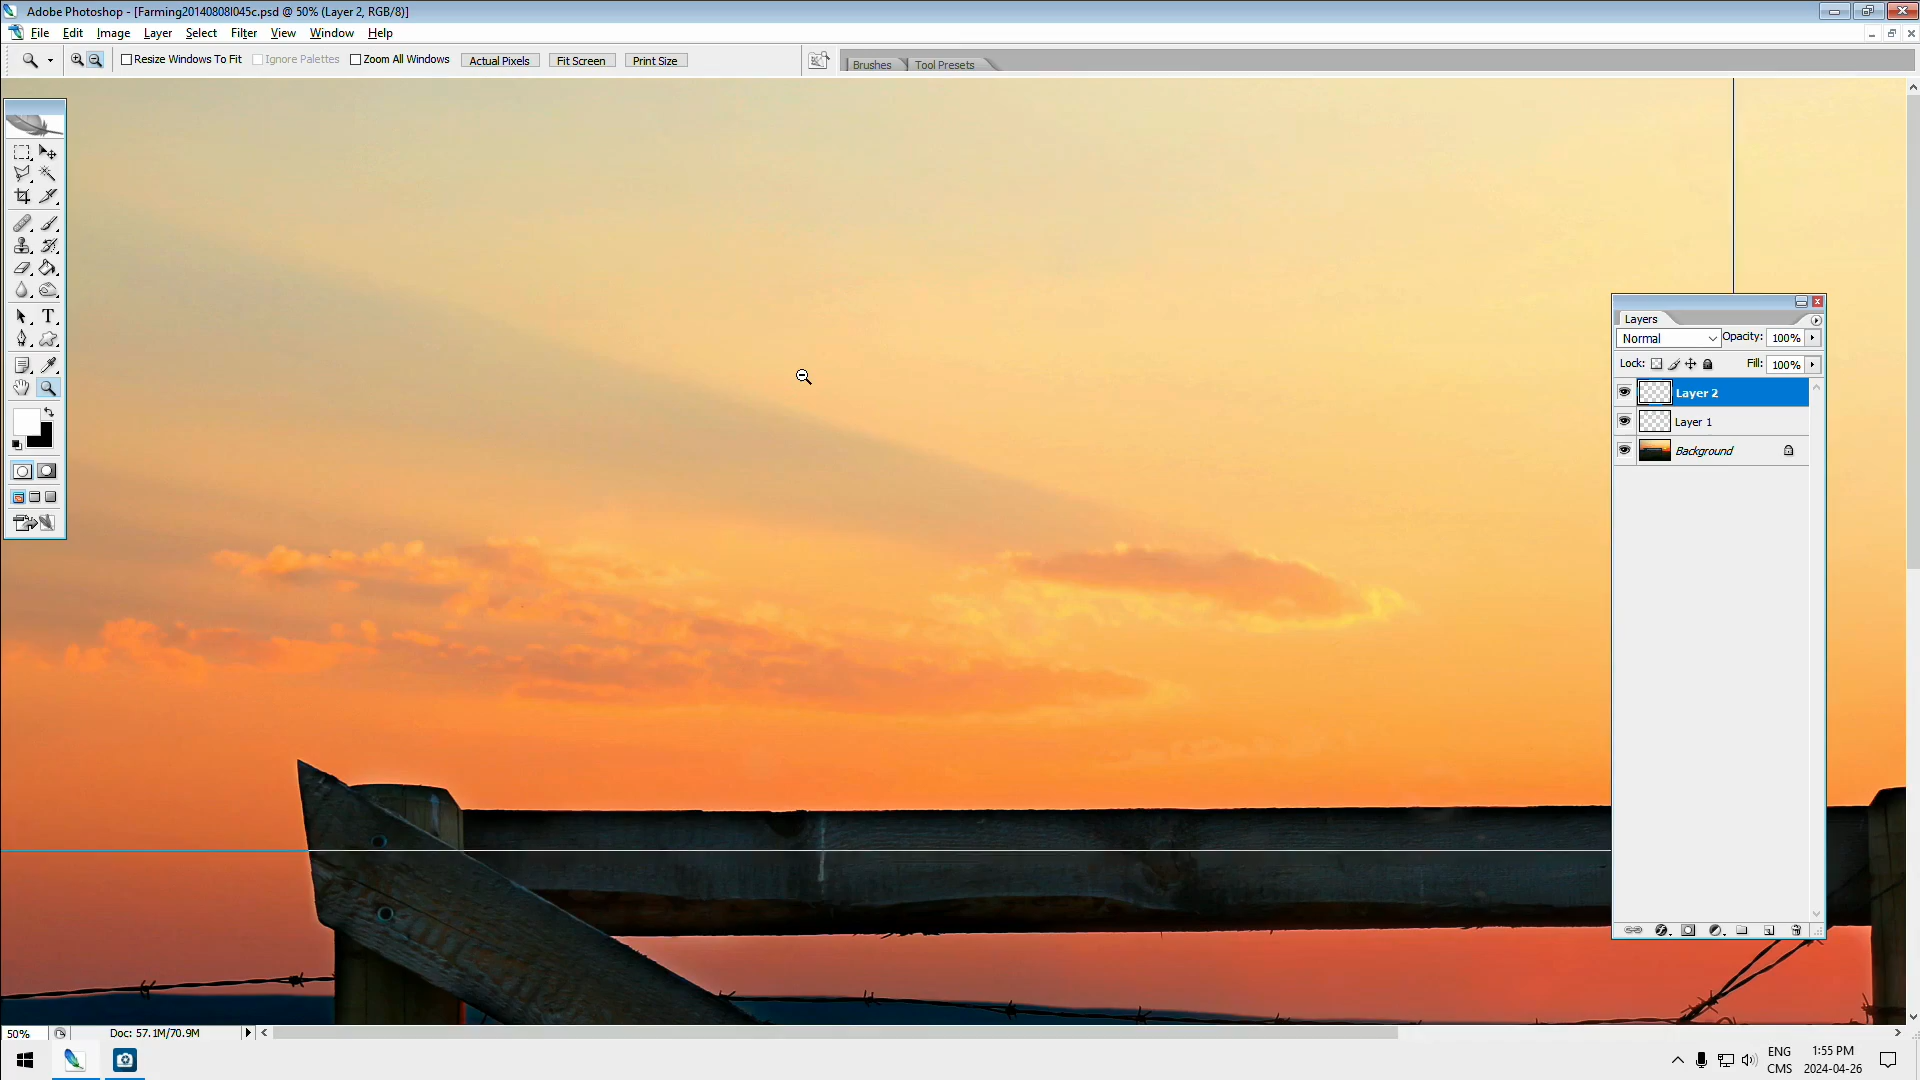 Adobe Photoshop - [Farming20140808I045c.psd @ 50% (Layer 2, RGB/8)]
File Edit Image Layer Select Filter View Window Help
Resize Windows To Fit Ignore Palettes Zoom All Windows Actual Pixels Fit Screen Print Size Brushes Tool Presets
Layers
Normal Opacity: 100%
Lock: Fill: 100%
Layer 2
Layer 1
Background
50% Doc: 57.1M/70.9M
ENG 1:55 PM
CMS 2024-04-26